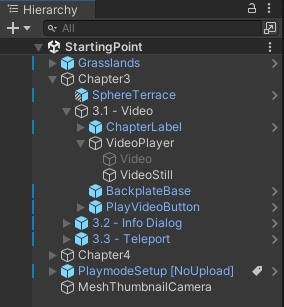 Hierarchy
All
StartingPoint
Grasslands
Chapter3
SphereTerrace
3.1 - Video
ChapterLabel
VideoPlayer
Video
VideoStill
BackplateBase
PlayVideoButton
3.2 - Info Dialog
3.3 - Teleport
Chapter4
PlaymodeSetup [NoUpload]
MeshThumbnailCamera